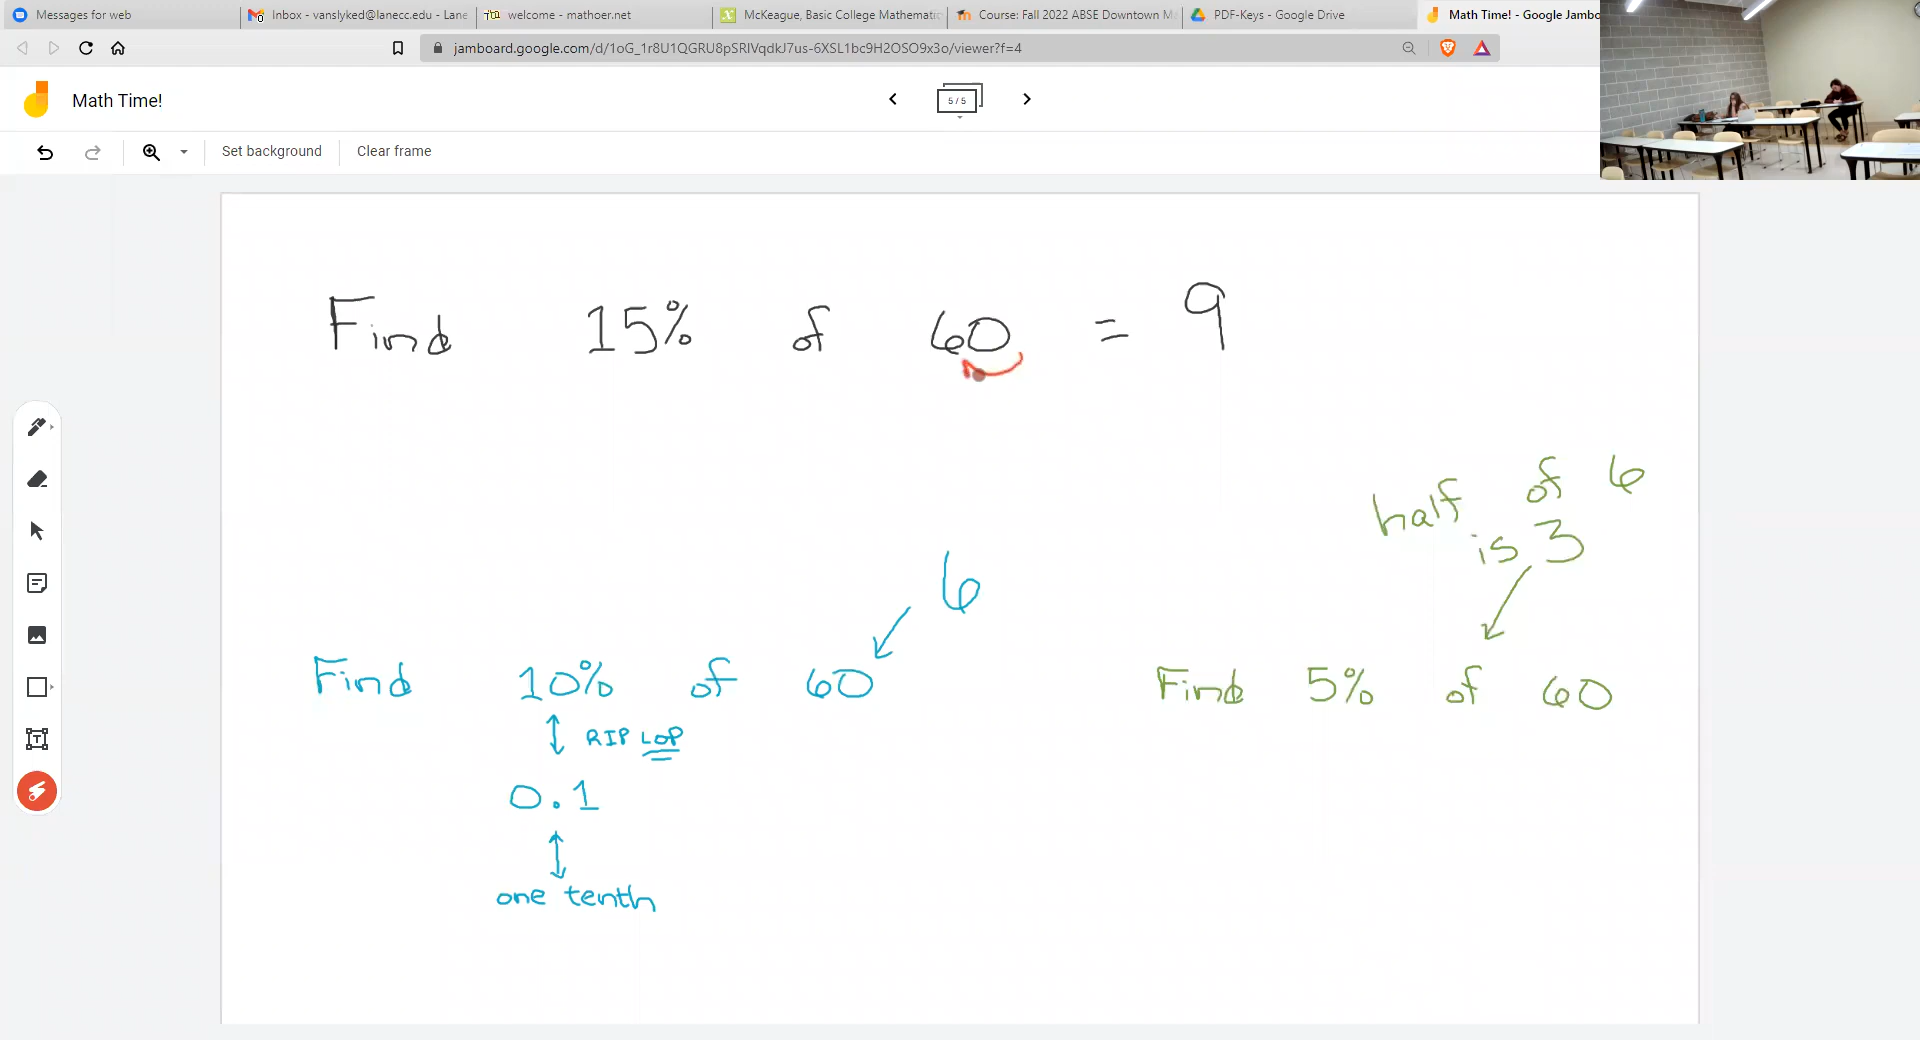 Messages for web
Inbox - vanslyked@lanecc.edu - Lane
welcome - mathoer.net
McKeague, Basic College Mathematic
Course: Fall 2022 ABSE Downtown M
PDF-Keys - Google Drive
Math Time! - Google Jambo
jamboard.google.com/d/1oG_1r8U1QGRU8pSRIVqdkJ7us-6XSL1bc9H2OSO9x3o/viewer?f=4
Math Time!
5 / 5
Set background
Clear frame
Find 15% of 60 = 9
half of 6
is 3
6
Find 10% of 60
Find 5% of 60
RIP LOP
0.1
one tenth